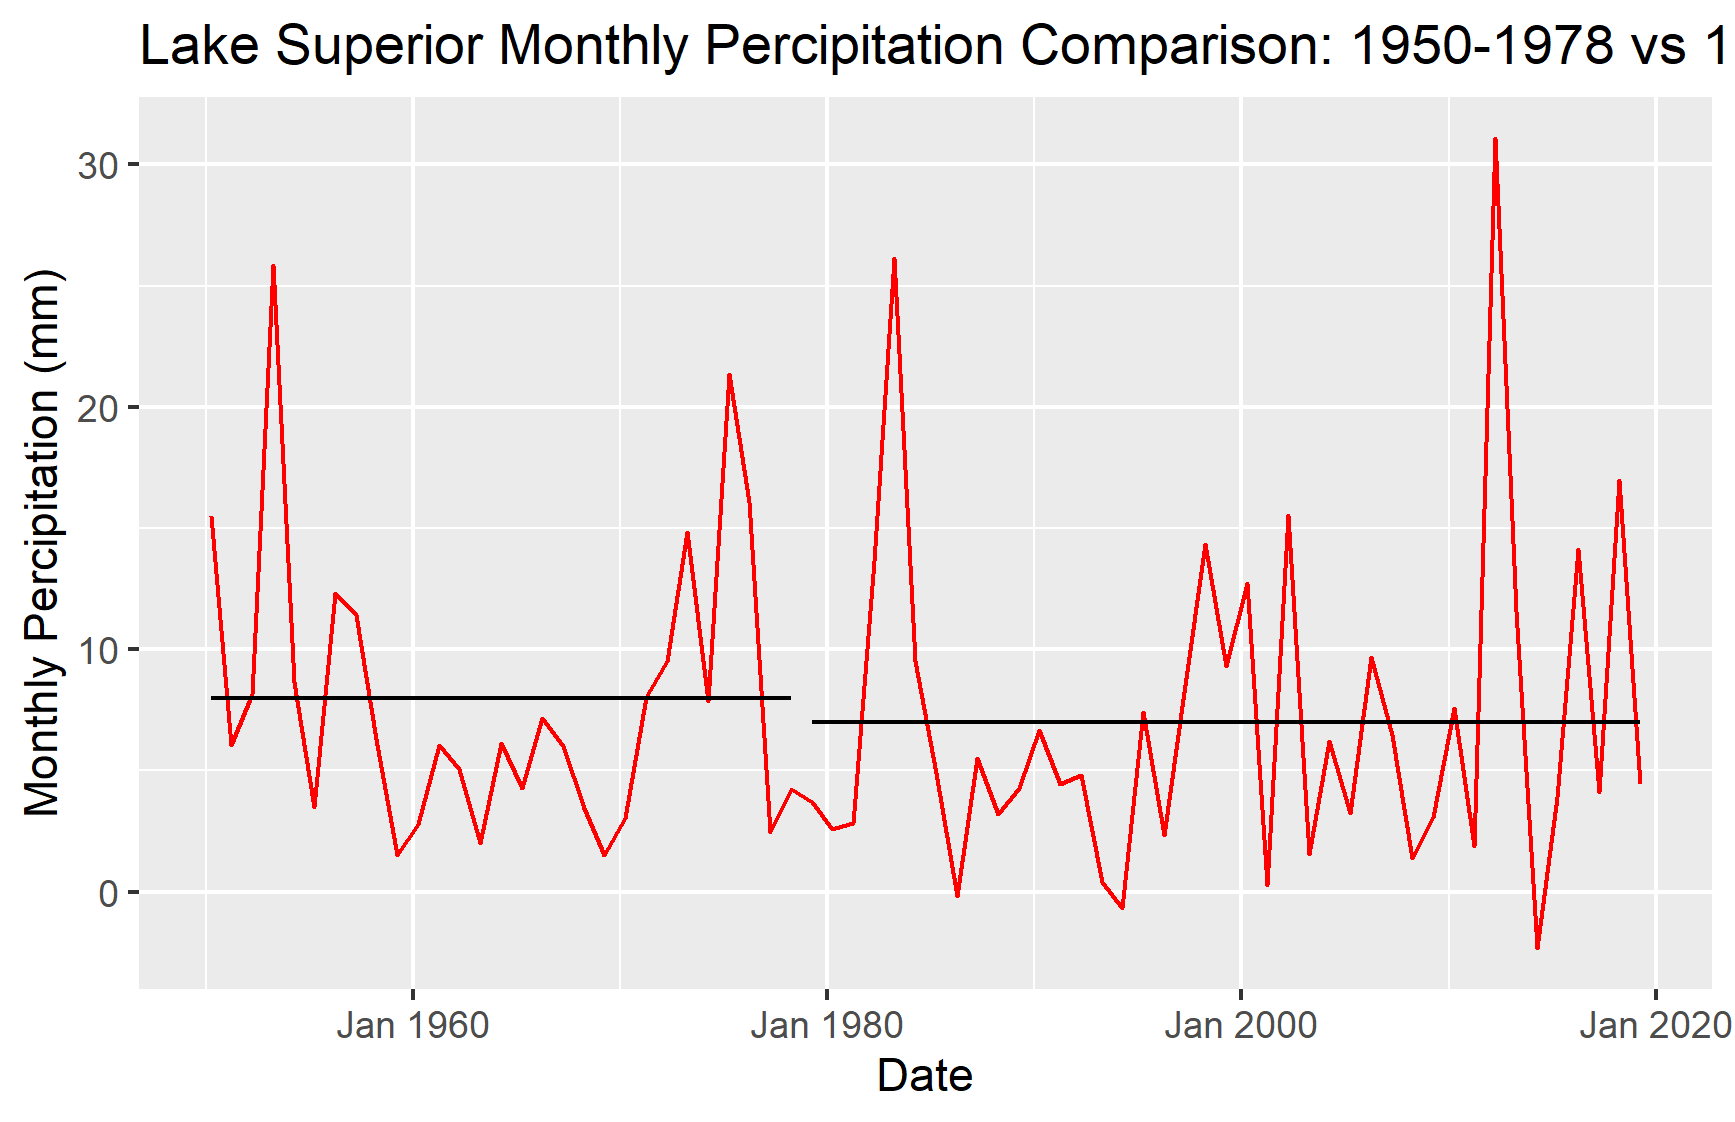 Lake Superior Monthly Percipitation Comparison: 1950-1978 vs 1
Monthly Percipitation (mm)
30
20
10
0
Jan 1960
Jan 1980
Jan 2000
Jan 2020
Date